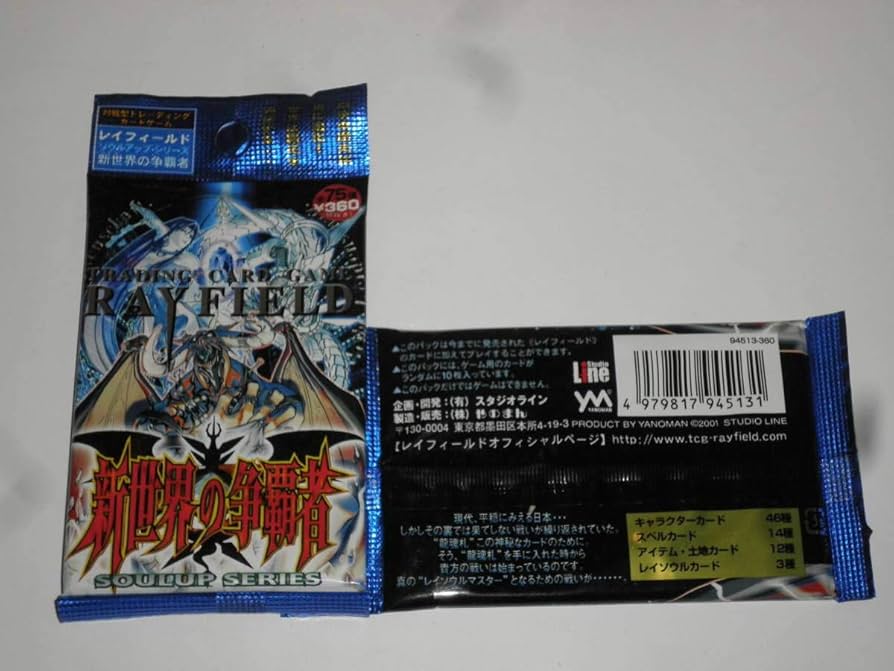 対戦型トレーディング
カードゲーム
レイフィールド
ソウルアップ・シリーズ
新世界の争覇者
全75種
¥360
TRADING CARD GAME
RAYFIELD
新世界の争覇者
SOULUP SERIES
▲このパックは今までに発売された《レイフィールド》
のカードに加えてプレイすることができます。
▲このパックには、ゲーム用のカードが
ランダムに10枚入っています。
▲このパックだけではゲームはできません。
企画・開発：(有) スタジオライン
製造・販売：(株) やのまん
〒130-0004 東京都墨田区本所4-19-3 PRODUCT BY YANOMAN ©2001 STUDIO LINE
【レイフィールドオフィシャルページ】http://www.tcg-rayfield.com
Studio
Line
YM
YANOMAN
94513-360
4 979817 945131
現代、平穏にみえる日本・・・
しかしその裏では果てしない戦いが繰り返されていた。
"龍魂札"この神秘なカードのために。
そう、"龍魂札"を手に入れた時から
貴方の戦いは始まっているのです。
真の"レイソウルマスター"となるための戦いが・・・・・・
キャラクターカード 46種
スペルカード 14種
アイテム・土地カード 12種
レイソウルカード 3種